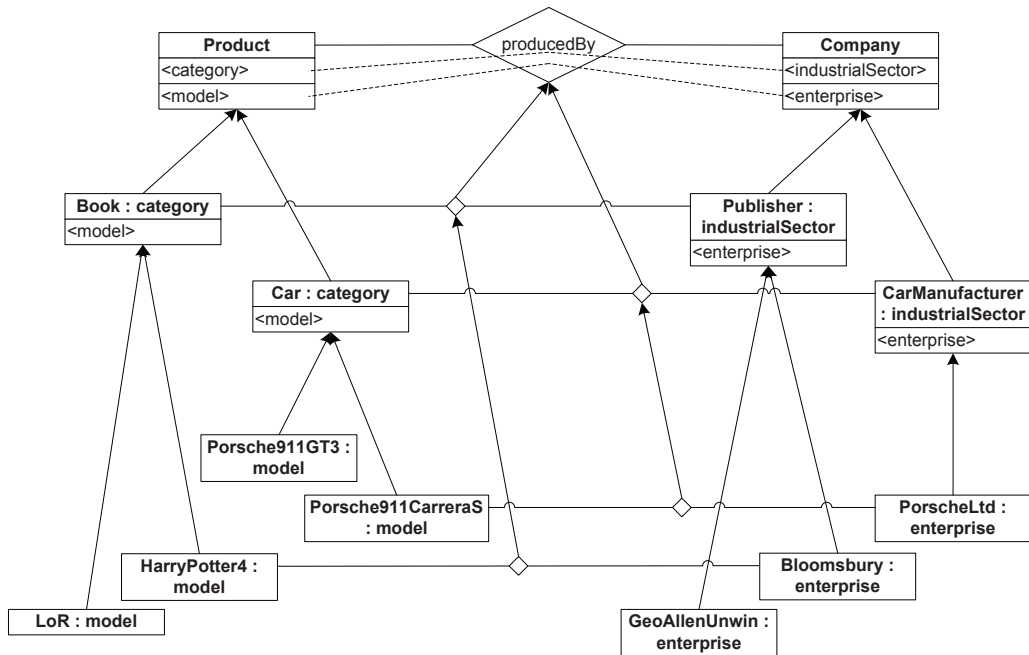 Product
<category>
<model>
producedBy
Company
<industrialSector>
<enterprise>
Book : category
<model>
Publisher :
industrialSector
<enterprise>
Car : category
<model>
CarManufacturer
: industrialSector
<enterprise>
Porsche911GT3 :
model
Porsche911CarreraS
: model
PorscheLtd :
enterprise
HarryPotter4 :
model
Bloomsbury :
enterprise
LoR : model
GeoAllenUnwin :
enterprise